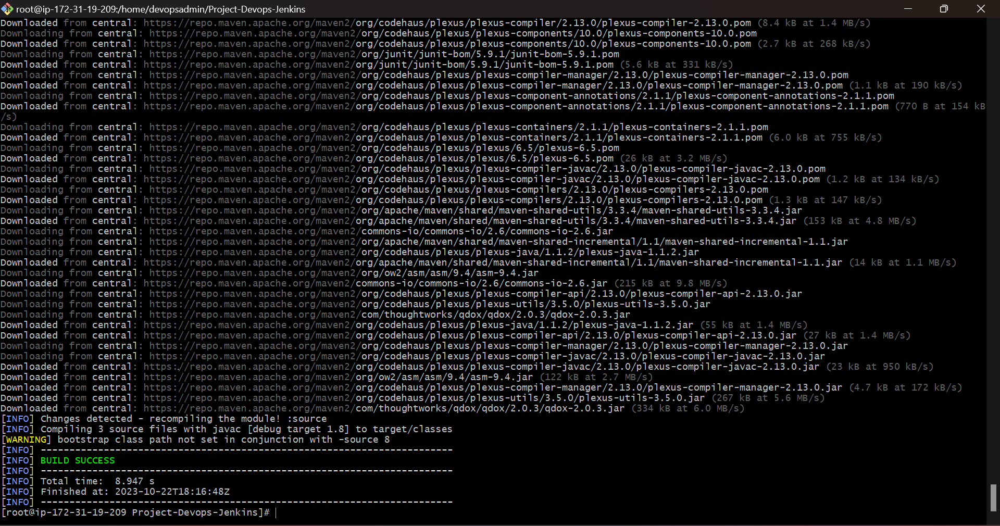 root@ip-172-31-19-209:/home/devopsadmin/Project-Devops-Jenkins
Downloaded from central: https://repo.maven.apache.org/maven2/org/codehaus/plexus/plexus-compiler/2.13.0/plexus-compiler-2.13.0.pom (8.4 kB at 1.4 MB/s)
Downloading from central: https://repo.maven.apache.org/maven2/org/codehaus/plexus/plexus-components/10.0/plexus-components-10.0.pom
Downloaded from central: https://repo.maven.apache.org/maven2/org/codehaus/plexus/plexus-components/10.0/plexus-components-10.0.pom (2.7 kB at 268 kB/s)
Downloading from central: https://repo.maven.apache.org/maven2/org/junit/junit-bom/5.9.1/junit-bom-5.9.1.pom
Downloaded from central: https://repo.maven.apache.org/maven2/org/junit/junit-bom/5.9.1/junit-bom-5.9.1.pom (5.6 kB at 331 kB/s)
Downloading from central: https://repo.maven.apache.org/maven2/org/codehaus/plexus/plexus-compiler-manager/2.13.0/plexus-compiler-manager-2.13.0.pom
Downloaded from central: https://repo.maven.apache.org/maven2/org/codehaus/plexus/plexus-compiler-manager/2.13.0/plexus-compiler-manager-2.13.0.pom (1.1 kB at 190 kB/s)
Downloading from central: https://repo.maven.apache.org/maven2/org/codehaus/plexus/plexus-component-annotations/2.1.1/plexus-component-annotations-2.1.1.pom
Downloaded from central: https://repo.maven.apache.org/maven2/org/codehaus/plexus/plexus-component-annotations/2.1.1/plexus-component-annotations-2.1.1.pom (770 B at 154 kB
/s)
Downloading from central: https://repo.maven.apache.org/maven2/org/codehaus/plexus/plexus-containers/2.1.1/plexus-containers-2.1.1.pom
Downloaded from central: https://repo.maven.apache.org/maven2/org/codehaus/plexus/plexus-containers/2.1.1/plexus-containers-2.1.1.pom (6.0 kB at 755 kB/s)
Downloading from central: https://repo.maven.apache.org/maven2/org/codehaus/plexus/plexus/6.5/plexus-6.5.pom
Downloaded from central: https://repo.maven.apache.org/maven2/org/codehaus/plexus/plexus/6.5/plexus-6.5.pom (26 kB at 3.2 MB/s)
Downloading from central: https://repo.maven.apache.org/maven2/org/codehaus/plexus/plexus-compiler-javac/2.13.0/plexus-compiler-javac-2.13.0.pom
Downloaded from central: https://repo.maven.apache.org/maven2/org/codehaus/plexus/plexus-compiler-javac/2.13.0/plexus-compiler-javac-2.13.0.pom (1.2 kB at 134 kB/s)
Downloading from central: https://repo.maven.apache.org/maven2/org/codehaus/plexus/plexus-compilers/2.13.0/plexus-compilers-2.13.0.pom
Downloaded from central: https://repo.maven.apache.org/maven2/org/codehaus/plexus/plexus-compilers/2.13.0/plexus-compilers-2.13.0.pom (1.3 kB at 147 kB/s)
Downloading from central: https://repo.maven.apache.org/maven2/org/apache/maven/shared/maven-shared-utils/3.3.4/maven-shared-utils-3.3.4.jar
Downloaded from central: https://repo.maven.apache.org/maven2/org/apache/maven/shared/maven-shared-utils/3.3.4/maven-shared-utils-3.3.4.jar (153 kB at 4.8 MB/s)
Downloading from central: https://repo.maven.apache.org/maven2/commons-io/commons-io/2.6/commons-io-2.6.jar
Downloading from central: https://repo.maven.apache.org/maven2/org/apache/maven/shared/maven-shared-incremental/1.1/maven-shared-incremental-1.1.jar
Downloading from central: https://repo.maven.apache.org/maven2/org/codehaus/plexus/plexus-java/1.1.2/plexus-java-1.1.2.jar
Downloaded from central: https://repo.maven.apache.org/maven2/org/apache/maven/shared/maven-shared-incremental/1.1/maven-shared-incremental-1.1.jar (14 kB at 1.1 MB/s)
Downloading from central: https://repo.maven.apache.org/maven2/org/ow2/asm/asm/9.4/asm-9.4.jar
Downloaded from central: https://repo.maven.apache.org/maven2/commons-io/commons-io/2.6/commons-io-2.6.jar (215 kB at 9.8 MB/s)
Downloading from central: https://repo.maven.apache.org/maven2/org/codehaus/plexus/plexus-compiler-api/2.13.0/plexus-compiler-api-2.13.0.jar
Downloading from central: https://repo.maven.apache.org/maven2/org/codehaus/plexus/plexus-utils/3.5.0/plexus-utils-3.5.0.jar
Downloading from central: https://repo.maven.apache.org/maven2/com/thoughtworks/qdox/qdox/2.0.3/qdox-2.0.3.jar
Downloaded from central: https://repo.maven.apache.org/maven2/org/codehaus/plexus/plexus-java/1.1.2/plexus-java-1.1.2.jar (55 kB at 1.4 MB/s)
Downloaded from central: https://repo.maven.apache.org/maven2/org/codehaus/plexus/plexus-compiler-api/2.13.0/plexus-compiler-api-2.13.0.jar (27 kB at 1.4 MB/s)
Downloading from central: https://repo.maven.apache.org/maven2/org/codehaus/plexus/plexus-compiler-manager/2.13.0/plexus-compiler-manager-2.13.0.jar
Downloading from central: https://repo.maven.apache.org/maven2/org/codehaus/plexus/plexus-compiler-javac/2.13.0/plexus-compiler-javac-2.13.0.jar
Downloaded from central: https://repo.maven.apache.org/maven2/org/codehaus/plexus/plexus-compiler-javac/2.13.0/plexus-compiler-javac-2.13.0.jar (23 kB at 950 kB/s)
Downloaded from central: https://repo.maven.apache.org/maven2/org/ow2/asm/asm/9.4/asm-9.4.jar (122 kB at 2.7 MB/s)
Downloaded from central: https://repo.maven.apache.org/maven2/org/codehaus/plexus/plexus-compiler-manager/2.13.0/plexus-compiler-manager-2.13.0.jar (4.7 kB at 172 kB/s)
Downloaded from central: https://repo.maven.apache.org/maven2/org/codehaus/plexus/plexus-utils/3.5.0/plexus-utils-3.5.0.jar (267 kB at 5.6 MB/s)
Downloaded from central: https://repo.maven.apache.org/maven2/com/thoughtworks/qdox/qdox/2.0.3/qdox-2.0.3.jar (334 kB at 6.0 MB/s)
[INFO] Changes detected - recompiling the module! :source
[INFO] Compiling 3 source files with javac [debug target 1.8] to target/classes
[WARNING] bootstrap class path not set in conjunction with -source 8
[INFO] ------------------------------------------------------------------------
[INFO] BUILD SUCCESS
[INFO] ------------------------------------------------------------------------
[INFO] Total time:  8.947 s
[INFO] Finished at: 2023-10-22T18:16:48Z
[INFO] ------------------------------------------------------------------------
[root@ip-172-31-19-209 Project-Devops-Jenkins]#